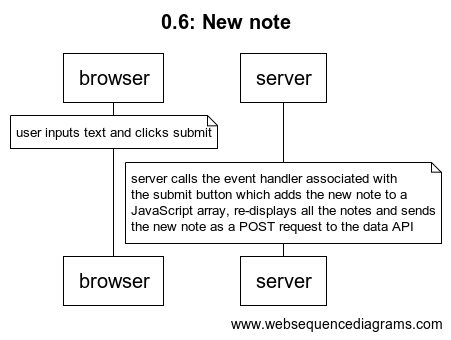 0.6: New note
browser
server
user inputs text and clicks submit
server calls the event handler associated with
the submit button which adds the new note to a
JavaScript array, re-displays all the notes and sends
the new note as a POST request to the data API
browser
server
www.websequencediagrams.com